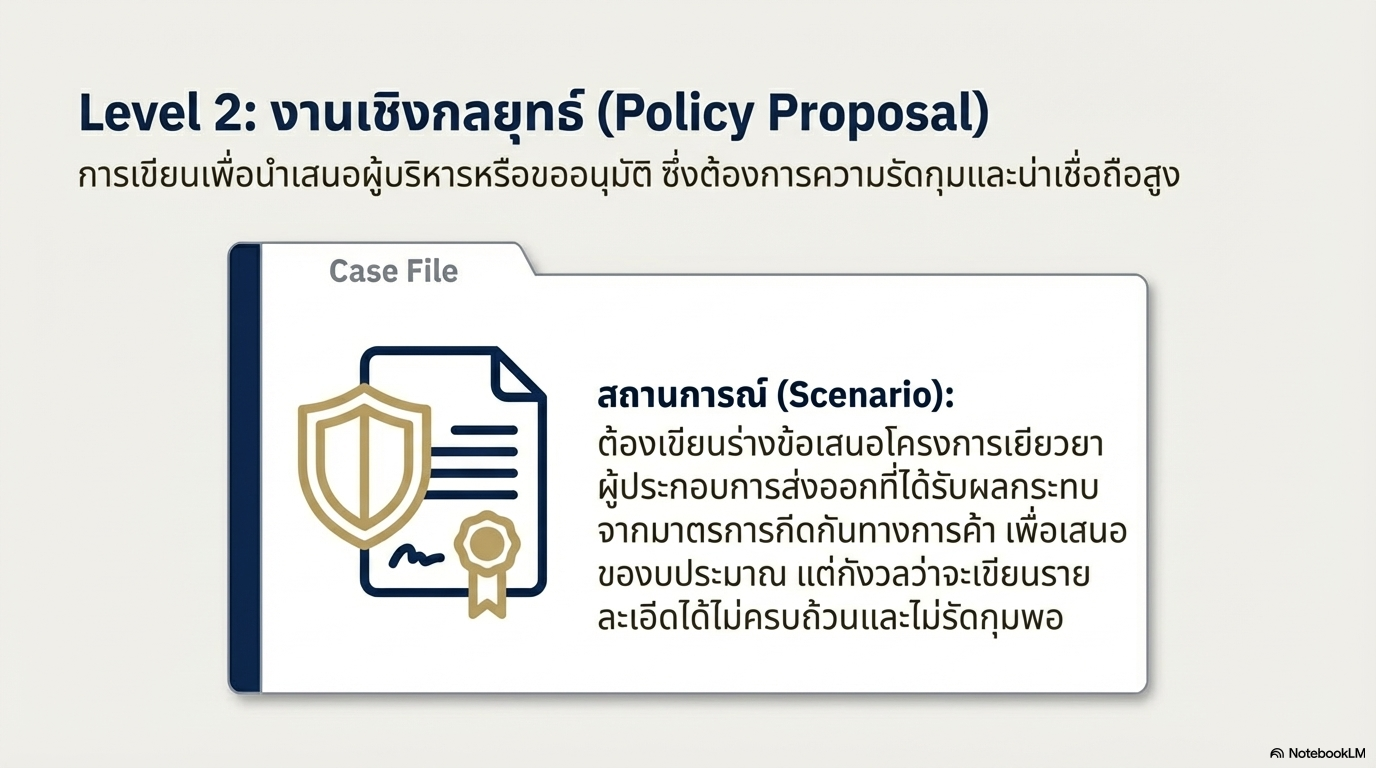 Level 2: งานเชิงกลยุทธ์ (Policy Proposal)
การเขียนเพื่อนำเสนอผู้บริหารหรือขออนุมัติ ซึ่งต้องการความรัดกุมและน่าเชื่อถือสูง
Case File
สถานการณ์ (Scenario):
ต้องเขียนร่างข้อเสนอโครงการเยียวยา
ผู้ประกอบการส่งออกที่ได้รับผลกระทบ
จากมาตรการกีดกันทางการค้า เพื่อเสนอ
ของบประมาณ แต่กังวลว่าจะเขียนราย
ละเอียดได้ไม่ครบถ้วนและไม่รัดกุมพอ
NotebookLM